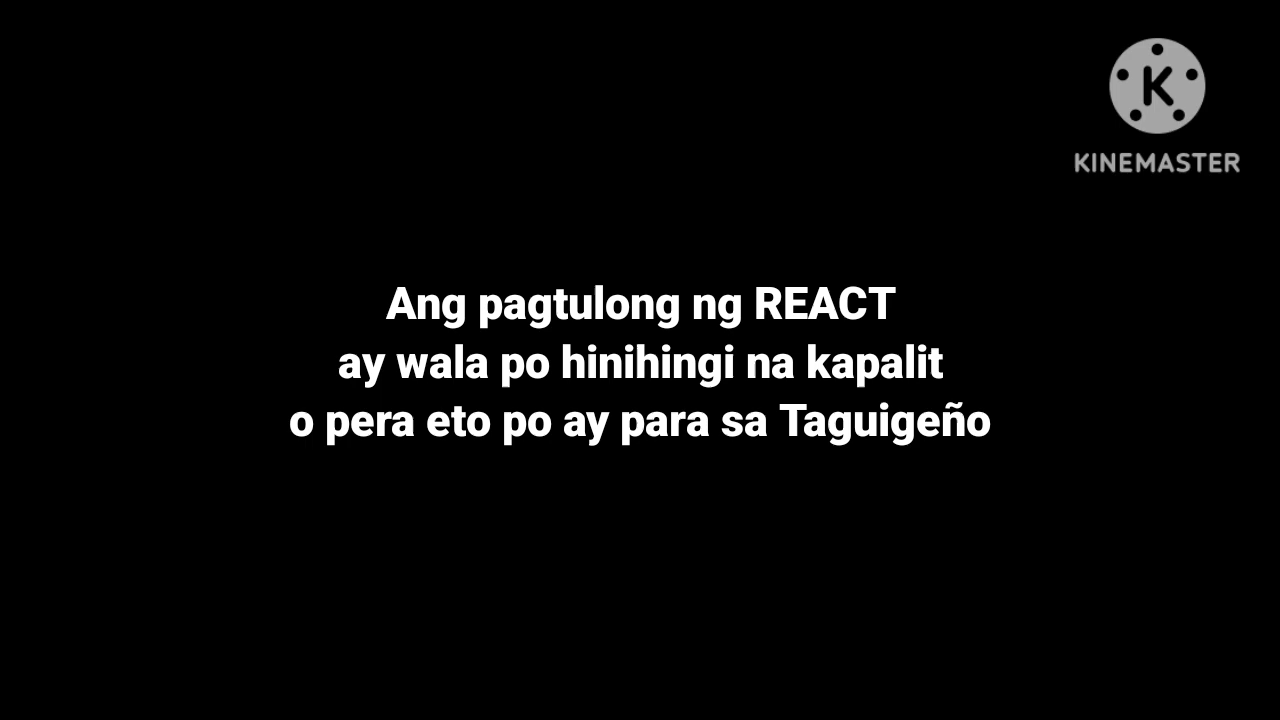 K
KINEMASTER
Ang pagtulong ng REACT
ay wala po hinihingi na kapalit
o pera eto po ay para sa Taguigeño